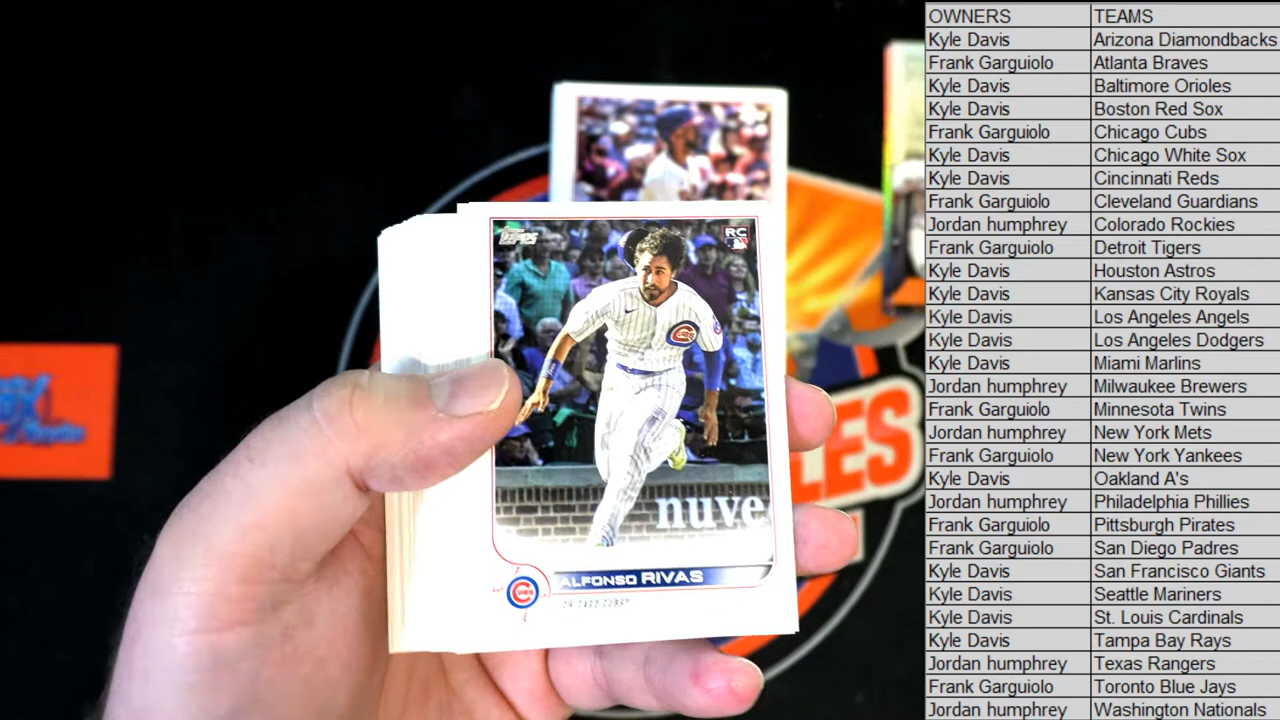 OWNERS TEAMS
Kyle Davis Arizona Diamondbacks
Frank Garguiolo Atlanta Braves
Kyle Davis Baltimore Orioles
Kyle Davis Boston Red Sox
Frank Garguiolo Chicago Cubs
Kyle Davis Chicago White Sox
Kyle Davis Cincinnati Reds
Frank Garguiolo Cleveland Guardians
Jordan humphrey Colorado Rockies
Frank Garguiolo Detroit Tigers
Kyle Davis Houston Astros
Kyle Davis Kansas City Royals
Kyle Davis Los Angeles Angels
Kyle Davis Los Angeles Dodgers
Kyle Davis Miami Marlins
Jordan humphrey Milwaukee Brewers
Frank Garguiolo Minnesota Twins
Jordan humphrey New York Mets
Frank Garguiolo New York Yankees
Kyle Davis Oakland A's
Jordan humphrey Philadelphia Phillies
Frank Garguiolo Pittsburgh Pirates
Frank Garguiolo San Diego Padres
Kyle Davis San Francisco Giants
Kyle Davis Seattle Mariners
Kyle Davis St. Louis Cardinals
Kyle Davis Tampa Bay Rays
Jordan humphrey Texas Rangers
Frank Garguiolo Toronto Blue Jays
Jordan humphrey Washington Nationals
Topps
RC
nuve
ALFONSO RIVAS
CUBS
LES